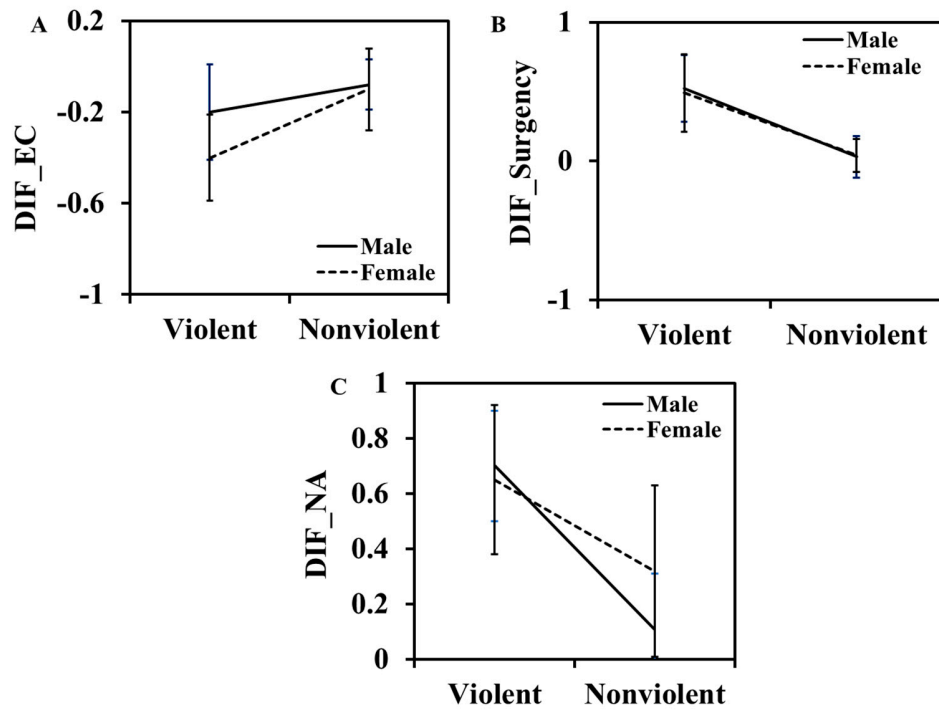 A
0.2
-0.2
-0.6
-1
DIF_EC
Male
Female
Violent Nonviolent
B
1
0
-1
DIF_Surgency
Male
Female
Violent Nonviolent
C
1
0.8
0.6
0.4
0.2
0
DIF_NA
Male
Female
Violent Nonviolent